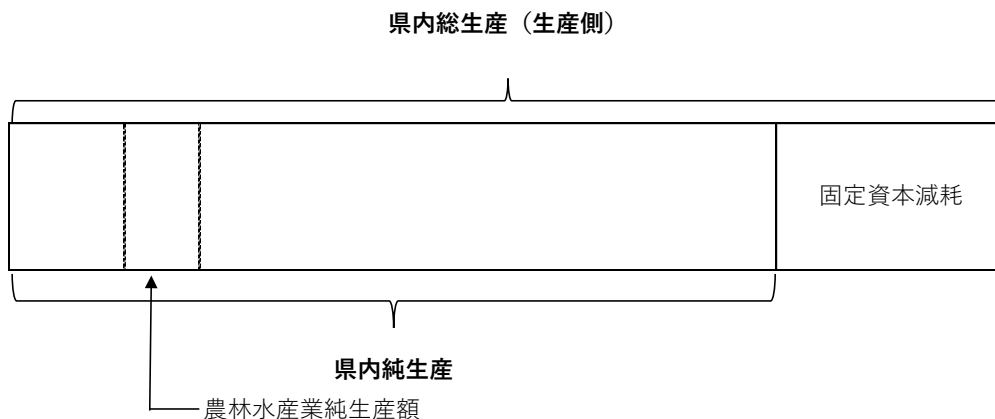 県内総生産（生産側）
固定資本減耗
県内純生産
農林水産業純生産額